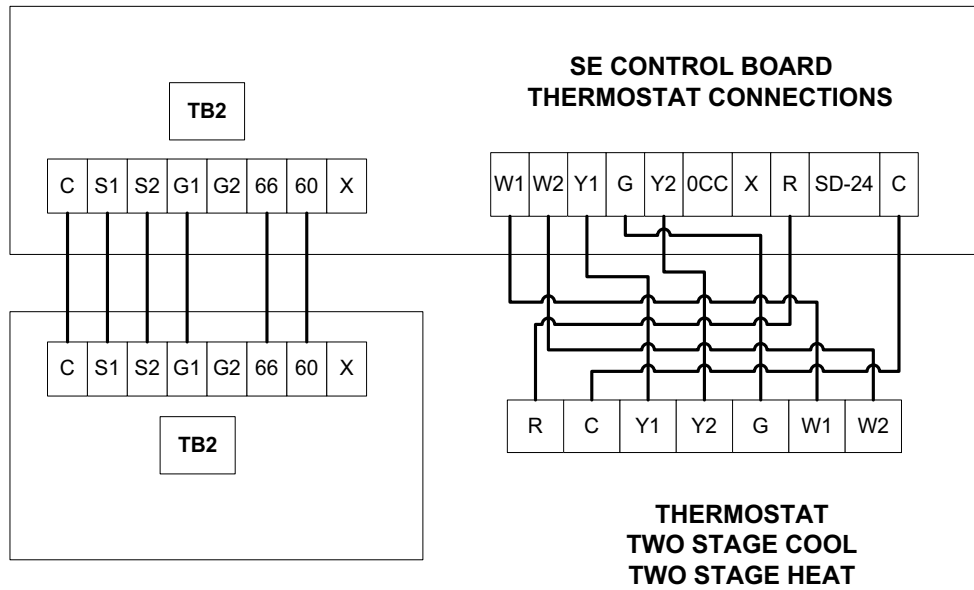 SE CONTROL BOARD
THERMOSTAT CONNECTIONS
TB2
C S1 S2 G1 G2 66 60 X
W1 W2 Y1 G Y2 0CC X R SD-24 C
C S1 S2 G1 G2 66 60 X
TB2
R C Y1 Y2 G W1 W2
THERMOSTAT
TWO STAGE COOL
TWO STAGE HEAT